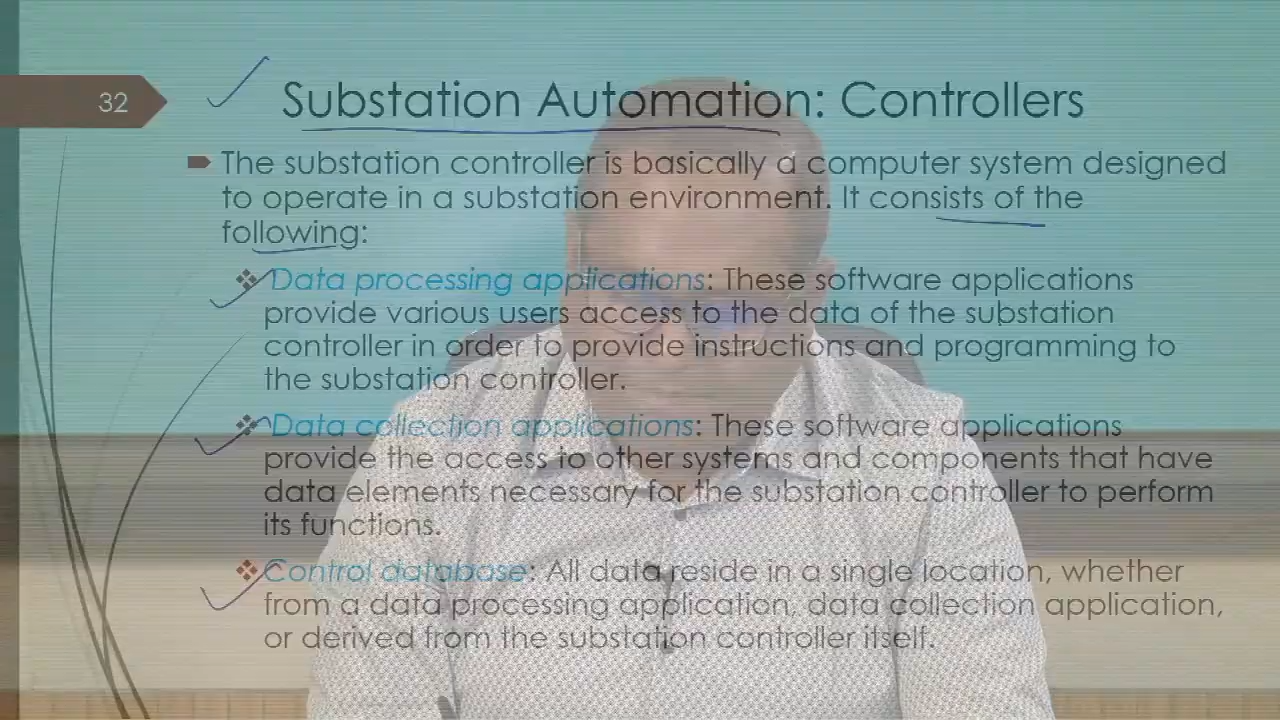 32
Substation Automation: Controllers
The substation controller is basically a computer system designed
to operate in a substation environment. It consists of the
following:
Data processing applications: These software applications
provide various users access to the data of the substation
controller in order to provide instructions and programming to
the substation controller.
Data collection applications: These software applications
provide the access to other systems and components that have
data elements necessary for the substation controller to perform
its functions.
Control database: All data reside in a single location, whether
from a data processing application, data collection application,
or derived from the substation controller itself.